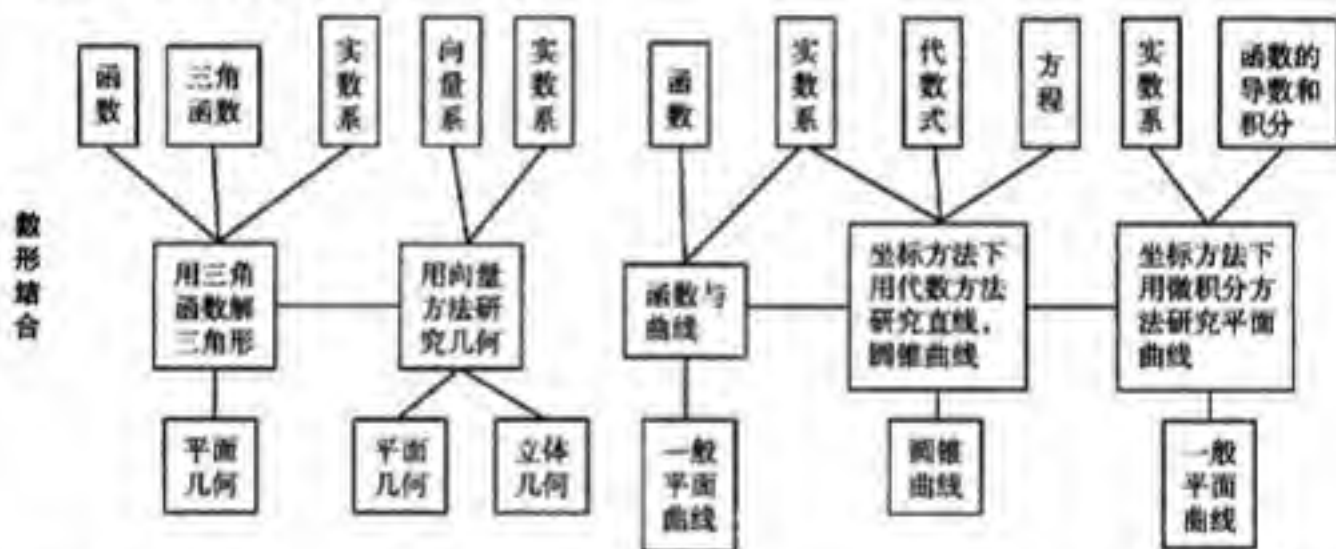 函
数
三角
函数
实
数
系
向
量
系
实
数
系
函
数
实
数
系
代
数
式
方
程
实
数
系
函数的
导数和
积分
數
形
结
合
用三角
函数解
三角形
用向量
方法研
究几何
函数与
曲线
坐标方法下
用代数方法
研究直线,
圆锥曲线
坐标方法下
用微积分方
法研究平面
曲线
平面
几何
平面
几何
立体
几何
一般
平面
曲线
圆锥
曲线
一般
平面
曲线